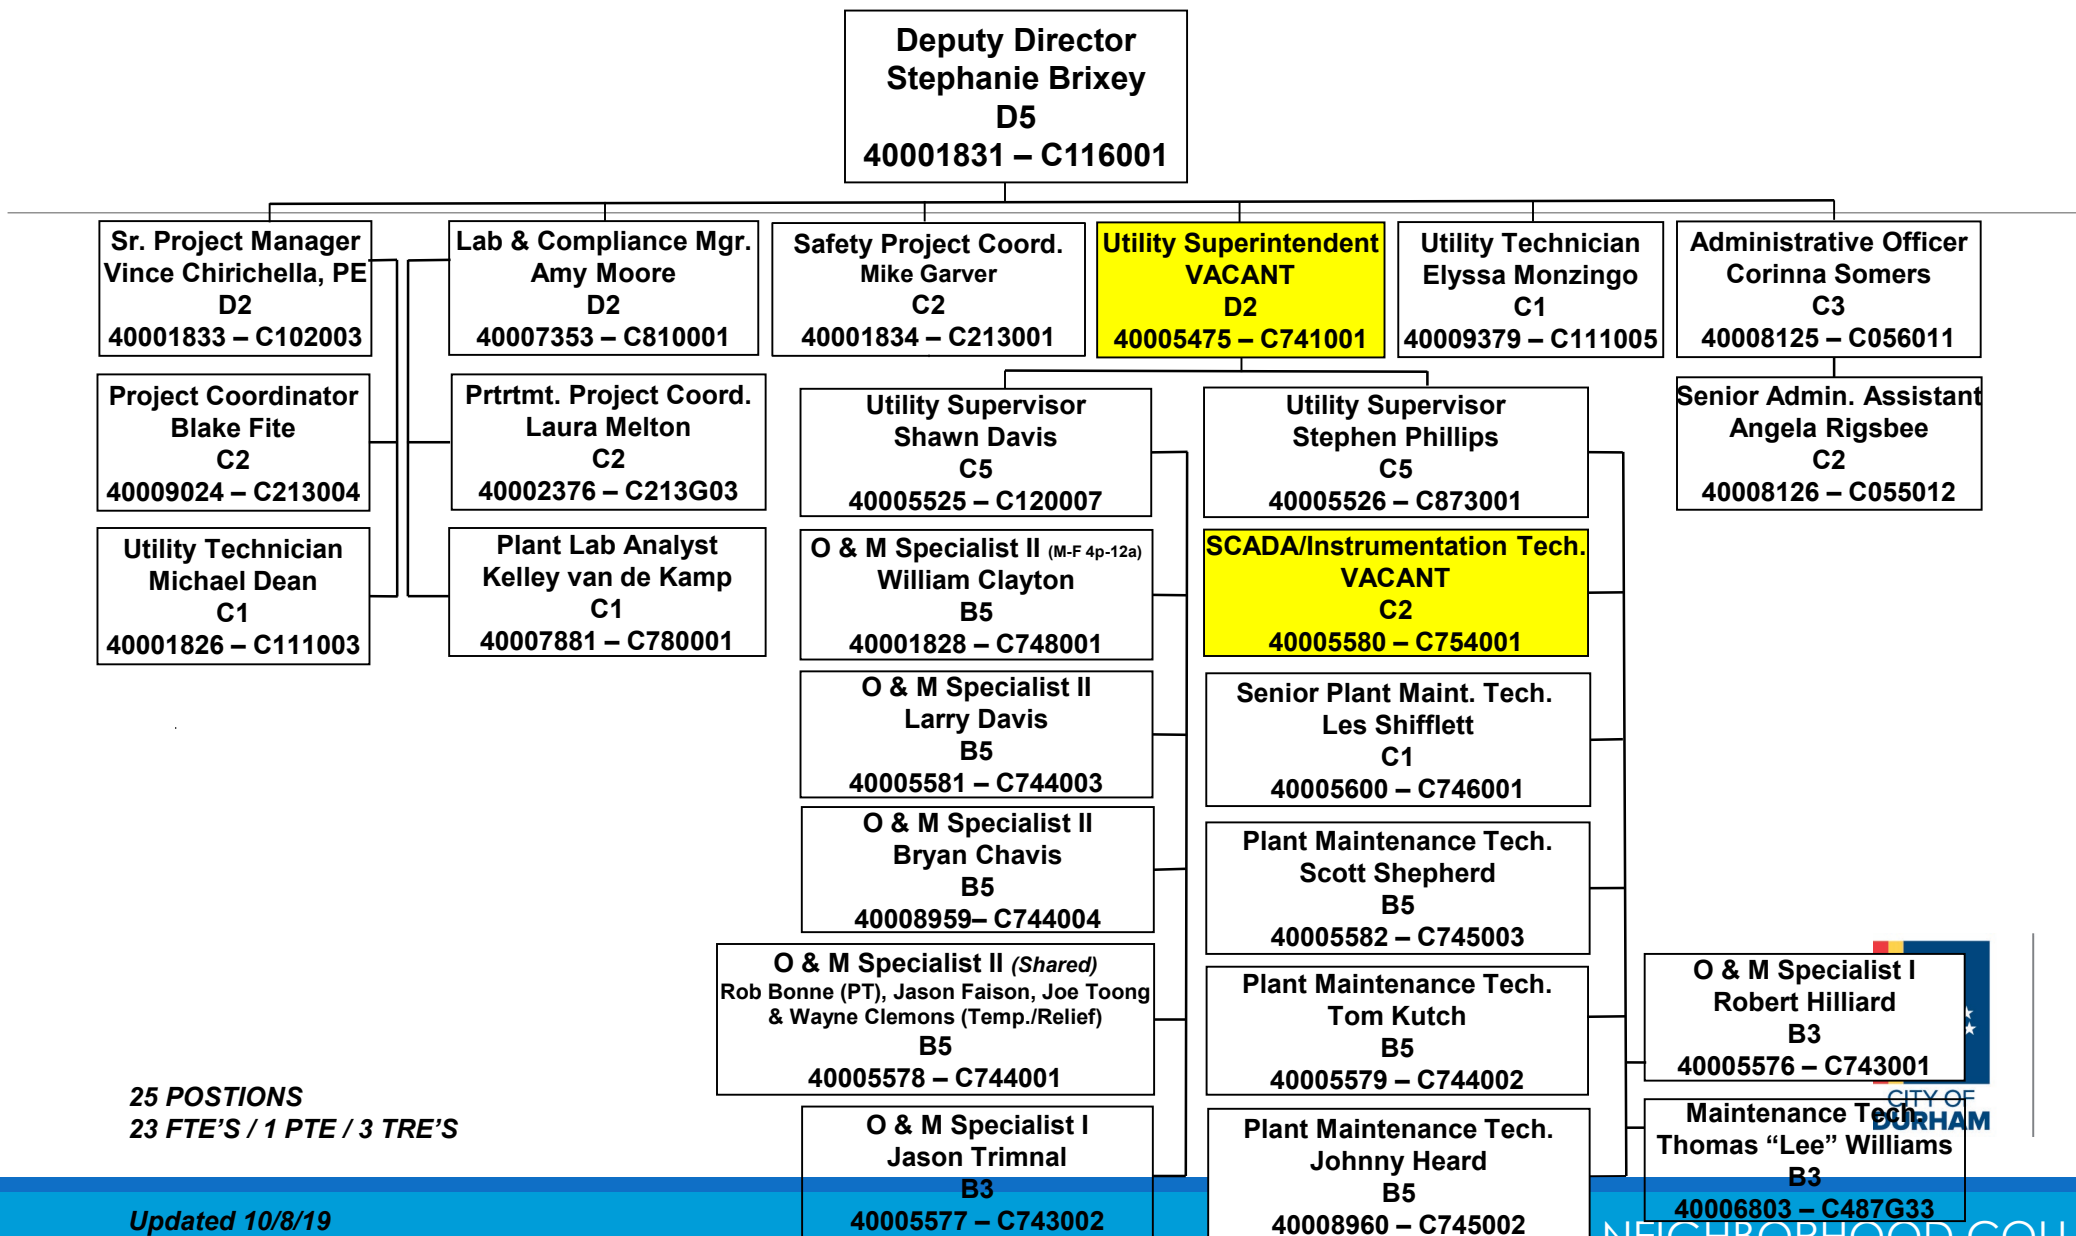 Deputy Director
Stephanie Brixey
D5
40001831 – C116001
Sr. Project Manager
Vince Chirichella, PE
D2
40001833 – C102003
Lab & Compliance Mgr.
Amy Moore
D2
40007353 – C810001
Safety Project Coord.
Mike Garver
C2
40001834 – C213001
Utility Superintendent
VACANT
D2
40005475 – C741001
Utility Technician
Elyssa Monzingo
C1
40009379 – C111005
Administrative Officer
Corinna Somers
C3
40008125 – C056011
Project Coordinator
Blake Fite
C2
40009024 – C213004
Prtrtmt. Project Coord.
Laura Melton
C2
40002376 – C213G03
Utility Supervisor
Shawn Davis
C5
40005525 – C120007
Utility Supervisor
Stephen Phillips
C5
40005526 – C873001
Senior Admin. Assistant
Angela Rigsbee
C2
40008126 – C055012
Utility Technician
Michael Dean
C1
40001826 – C111003
Plant Lab Analyst
Kelley van de Kamp
C1
40007881 – C780001
O & M Specialist II (M-F 4p-12a)
William Clayton
B5
40001828 – C748001
SCADA/Instrumentation Tech.
VACANT
C2
40005580 – C754001
O & M Specialist II
Larry Davis
B5
40005581 – C744003
Senior Plant Maint. Tech.
Les Shifflett
C1
40005600 – C746001
O & M Specialist II
Bryan Chavis
B5
40008959– C744004
Plant Maintenance Tech.
Scott Shepherd
B5
40005582 – C745003
O & M Specialist II (Shared)
Rob Bonne (PT), Jason Faison, Joe Toong
& Wayne Clemons (Temp./Relief)
B5
40005578 – C744001
Plant Maintenance Tech.
Tom Kutch
B5
40005579 – C744002
O & M Specialist I
Robert Hilliard
B3
40005576 – C743001
25 POSTIONS
23 FTE'S / 1 PTE / 3 TRE'S
O & M Specialist I
Jason Trimnal
B3
40005577 – C743002
Plant Maintenance Tech.
Johnny Heard
B5
40008960 – C745002
Maintenance Tech.
Thomas “Lee” Williams
B3
40006803 – C487G33
CITY OF
DURHAM
Updated 10/8/19